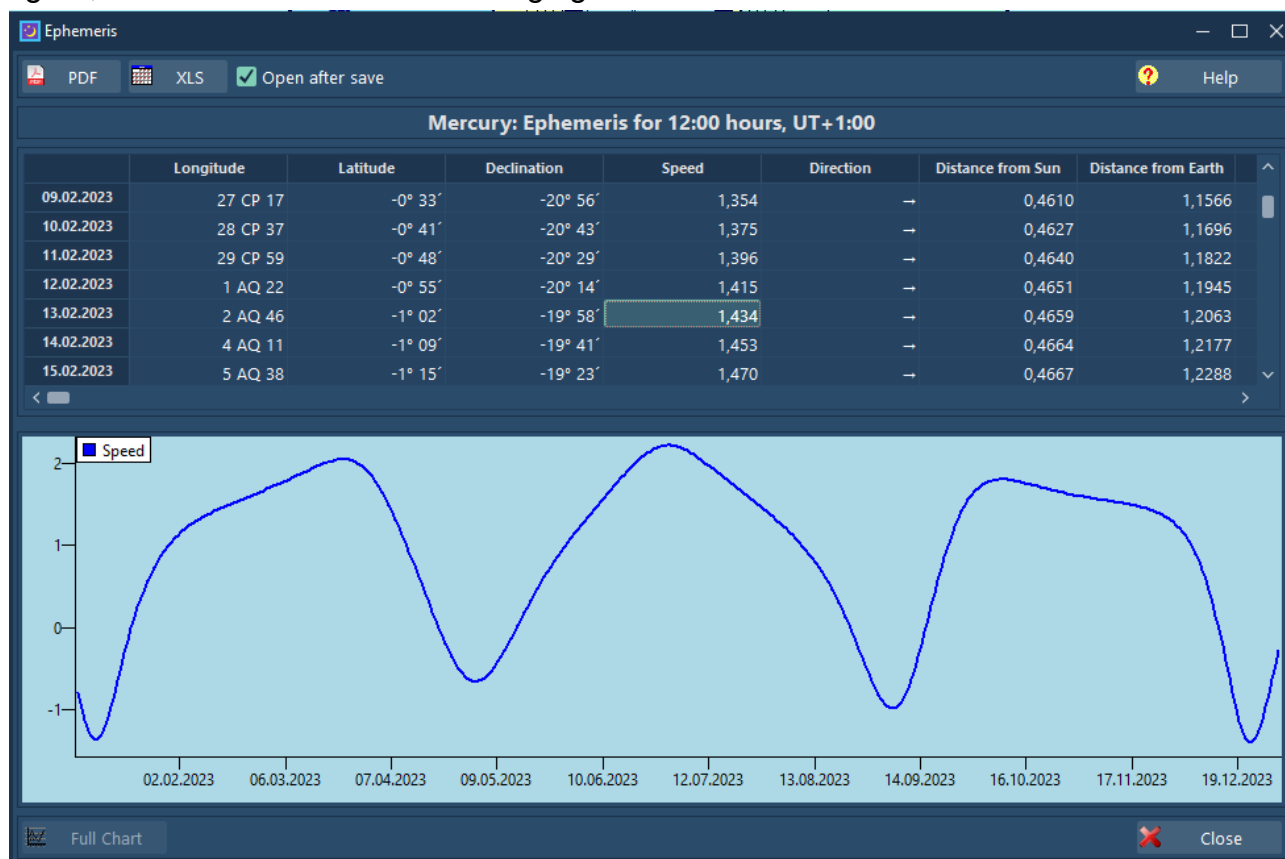 Ephemeris
PDF XLS Open after save Help
Mercury: Ephemeris for 12:00 hours, UT+1:00
Longitude Latitude Declination Speed Direction Distance from Sun Distance from Earth
09.02.2023 27 CP 17 -0° 33´ -20° 56´ 1,354 → 0,4610 1,1566
10.02.2023 28 CP 37 -0° 41´ -20° 43´ 1,375 → 0,4627 1,1696
11.02.2023 29 CP 59 -0° 48´ -20° 29´ 1,396 → 0,4640 1,1822
12.02.2023 1 AQ 22 -0° 55´ -20° 14´ 1,415 → 0,4651 1,1945
13.02.2023 2 AQ 46 -1° 02´ -19° 58´ 1,434 → 0,4659 1,2063
14.02.2023 4 AQ 11 -1° 09´ -19° 41´ 1,453 → 0,4664 1,2177
15.02.2023 5 AQ 38 -1° 15´ -19° 23´ 1,470 → 0,4667 1,2288
Speed
2
1
0
-1
02.02.2023 06.03.2023 07.04.2023 09.05.2023 10.06.2023 12.07.2023 13.08.2023 14.09.2023 16.10.2023 17.11.2023 19.12.2023
Full Chart Close